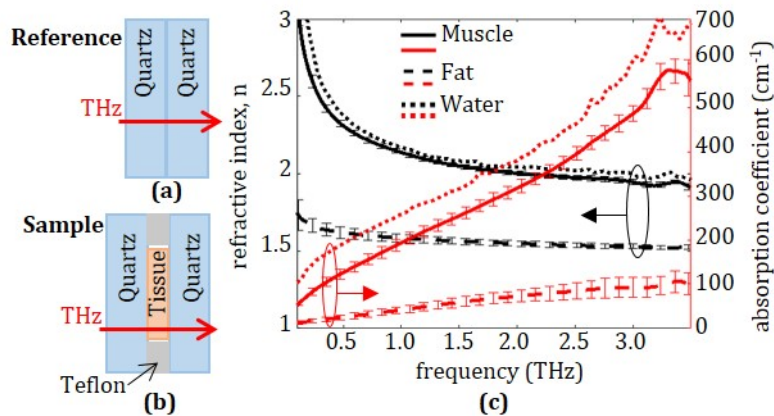 Reference
Quartz
Quartz
THz
(a)
Sample
Quartz
Tissue
Quartz
THz
Teflon
(b)
refractive index, n
3
2.5
2
1.5
1
Muscle
Fat
Water
700
600
500
400
300
200
100
0
absorption coefficient (cm⁻¹)
0.5 1.0 1.5 2.0 2.5 3.0
frequency (THz)
(c)